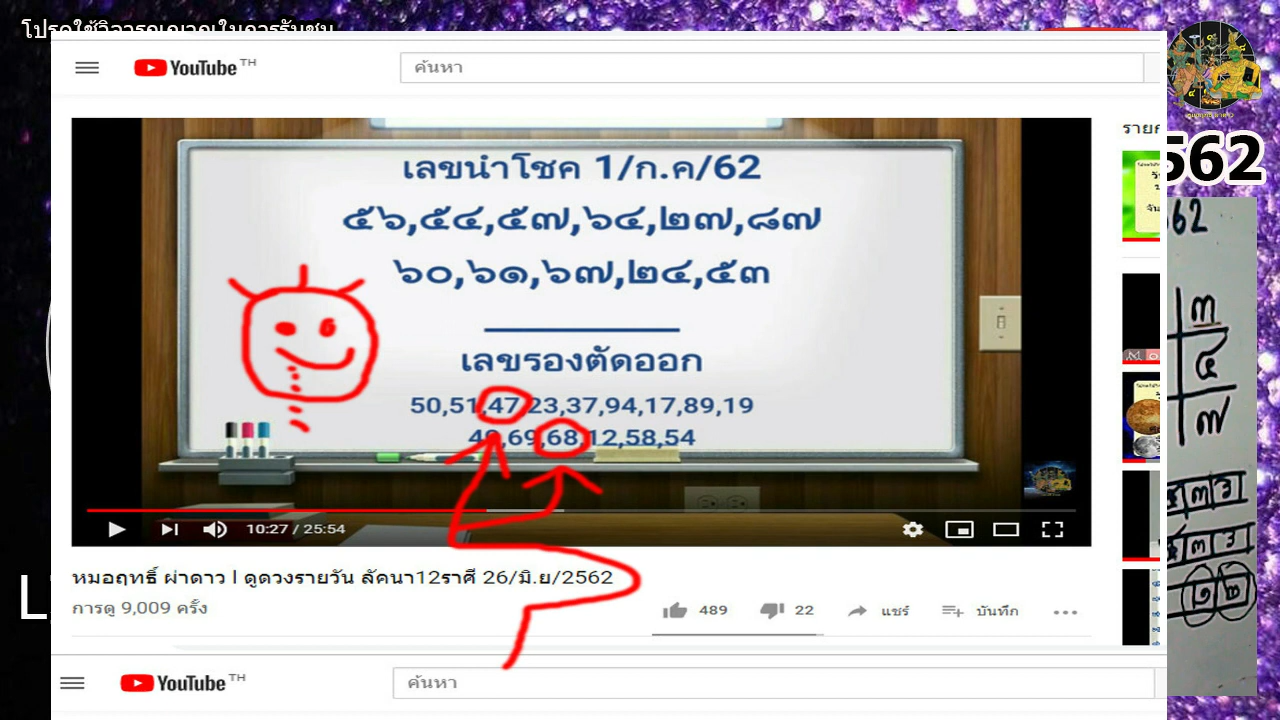 โปรดใช้วิจารณญาณในการรับชม
YouTube TH
ค้นหา
562
เลขนำโชค 1/ก.ค/62
๕๖,๕๔,๕๗,๖๔,๒๗,๘๗
๖๐,๖๑,๖๗,๒๔,๕๓
เลขรองตัดออก
50,51,47,23,37,94,17,89,19
49,69,68,12,58,54
10:27 / 25:54
หมอฤทธิ์ ผ่าดาว l ดูดวงรายวัน ลัคนา12ราศี 26/มิ.ย/2562
การดู 9,009 ครั้ง
489
22
แชร์
บันทึก
YouTube TH
ค้นหา
62
๓
๕
๗